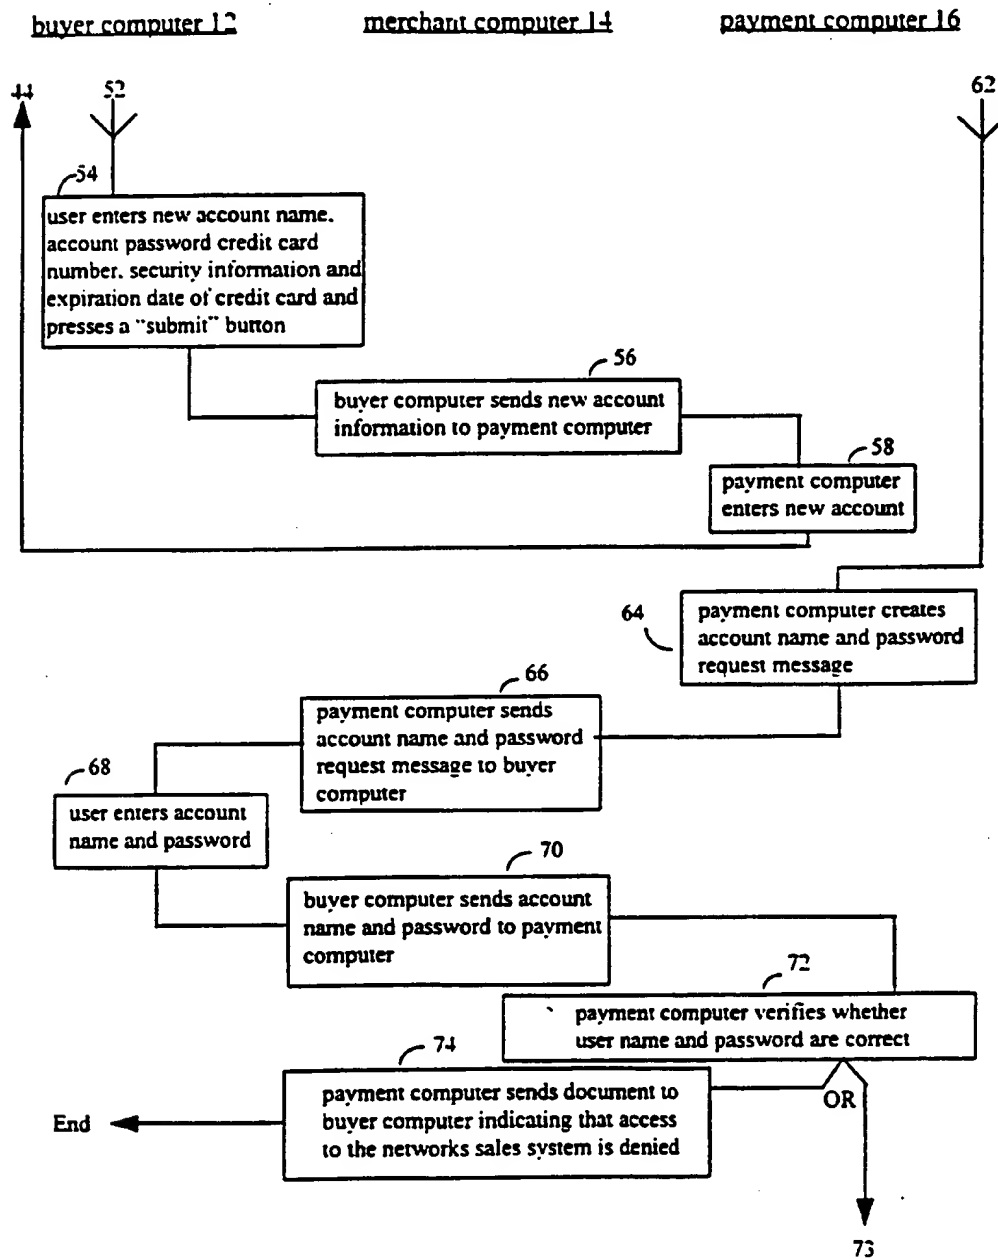 buyer computer 12
merchant computer 14
payment computer 16
44
52
62
54
user enters new account name,
account password credit card
number, security information and
expiration date of credit card and
presses a "submit" button
56
buyer computer sends new account
information to payment computer
58
payment computer
enters new account
64
payment computer creates
account name and password
request message
66
payment computer sends
account name and password
request message to buyer
computer
68
user enters account
name and password
70
buyer computer sends account
name and password to payment
computer
72
payment computer verifies whether
user name and password are correct
74
payment computer sends document to
buyer computer indicating that access
to the networks sales system is denied
OR
End
73